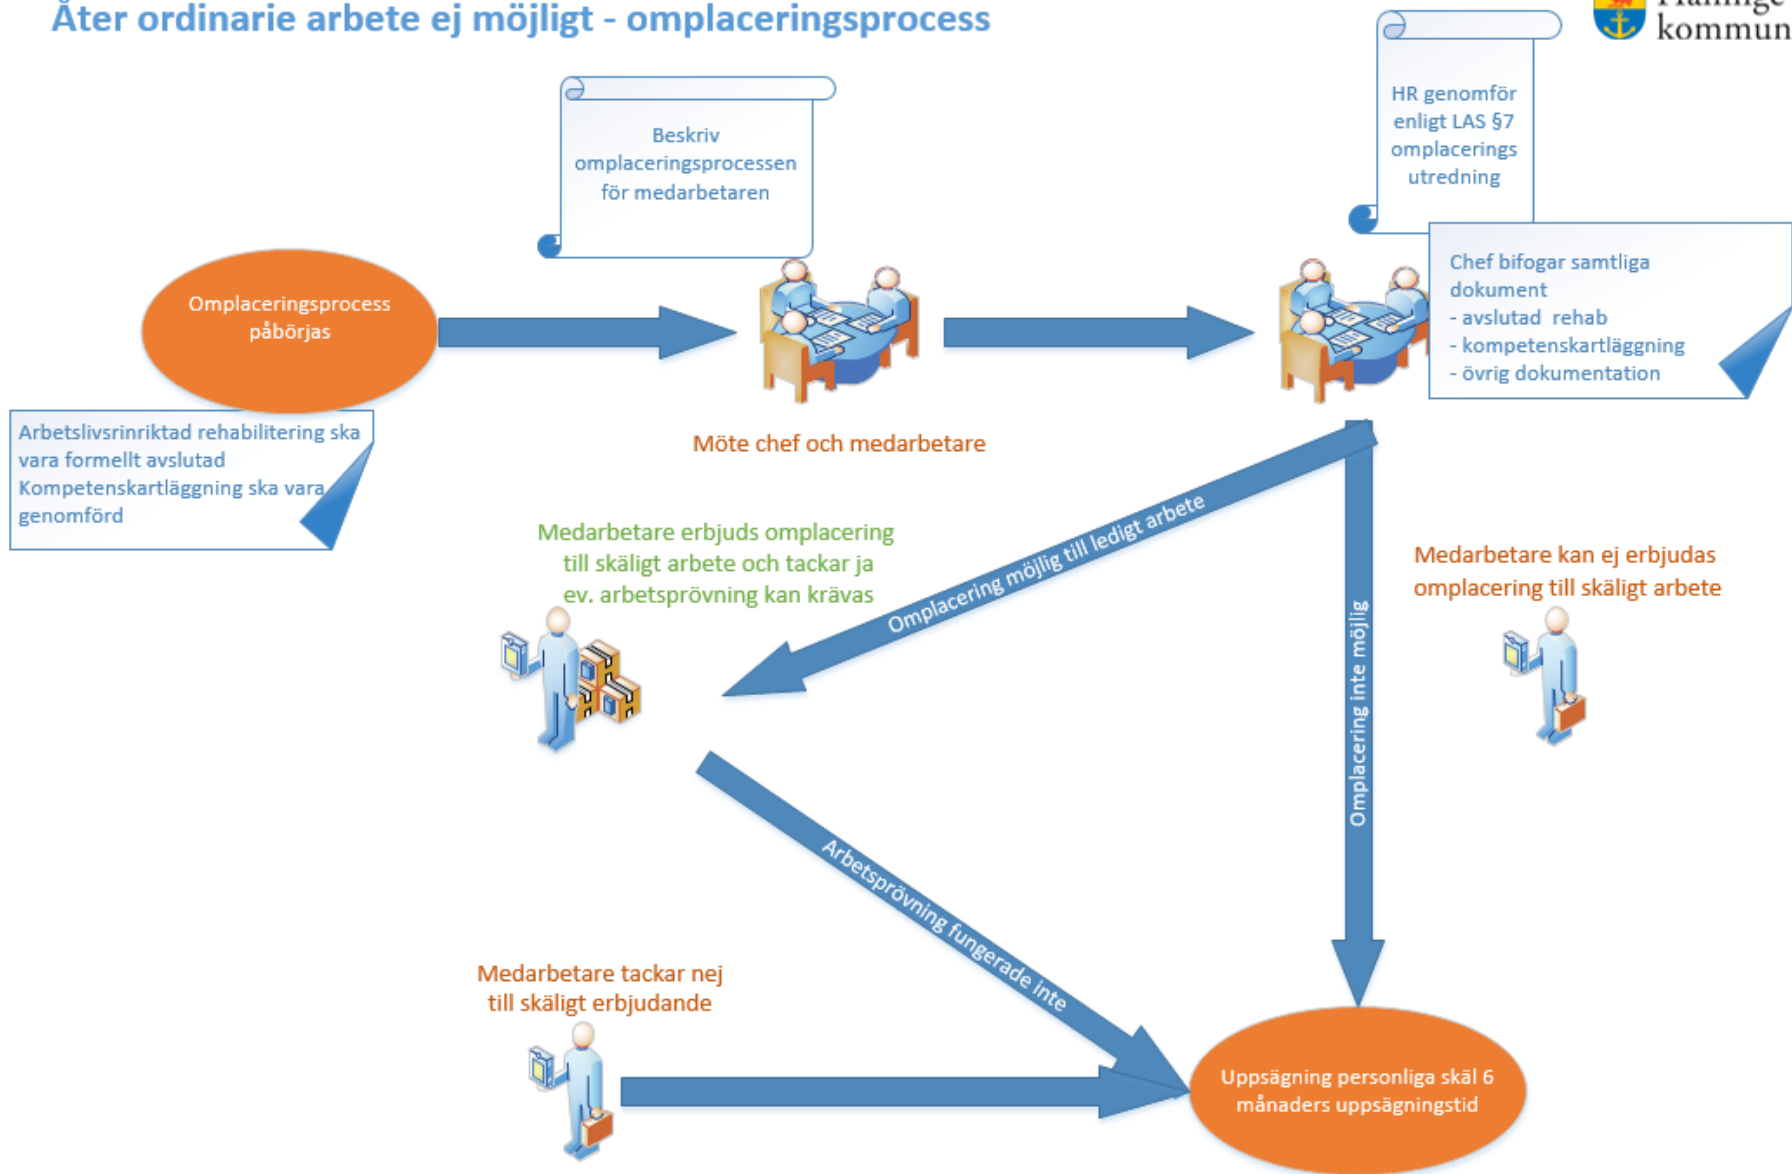 Åter ordinarie arbete ej möjligt - omplaceringsprocess
kommun
Beskriv
omplaceringsprocessen
för medarbetaren
HR genomför
enligt LAS §7
omplacerings
utredning
Chef bifogar samtliga
dokument
- avslutad rehab
- kompetenskartläggning
- övrig dokumentation
Omplaceringsprocess
påbörjas
Arbetslivsrinriktad rehabilitering ska
vara formellt avslutad
Kompetenskartläggning ska vara
genomförd
Möte chef och medarbetare
Medarbetare erbjuds omplacering
till skäligt arbete och tackar ja
ev. arbetsprövning kan krävas
Omplacering möjlig till ledigt arbete
Omplacering inte möjlig
Medarbetare kan ej erbjudas
omplacering till skäligt arbete
Arbetsprövning fungerade inte
Medarbetare tackar nej
till skäligt erbjudande
Uppsägning personliga skäl 6
månaders uppsägningstid